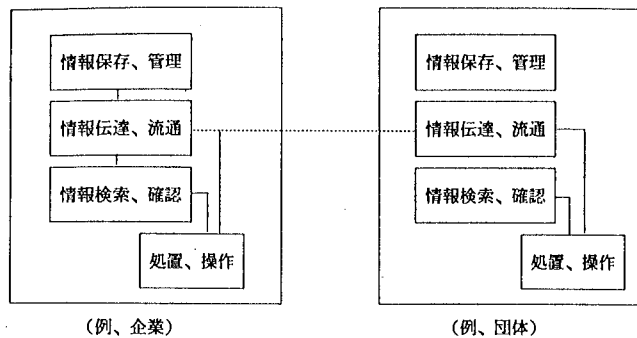 情報保存、管理
情報伝達、流通
情報検索、確認
処置、操作
(例、企業)
情報保存、管理
情報伝達、流通
情報検索、確認
処置、操作
(例、団体)